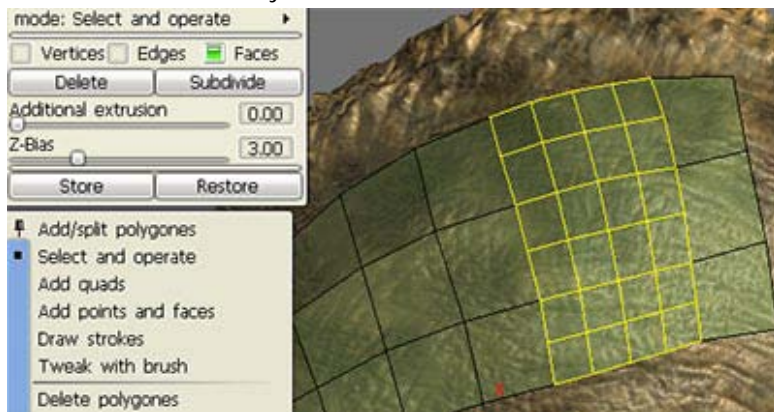 mode: Select and operate
Vertices Edges Faces
Delete Subdivide
Additional extrusion 0.00
Z-Bias 3.00
Store Restore
Add/split polygones
Select and operate
Add quads
Add points and faces
Draw strokes
Tweak with brush
Delete polygones